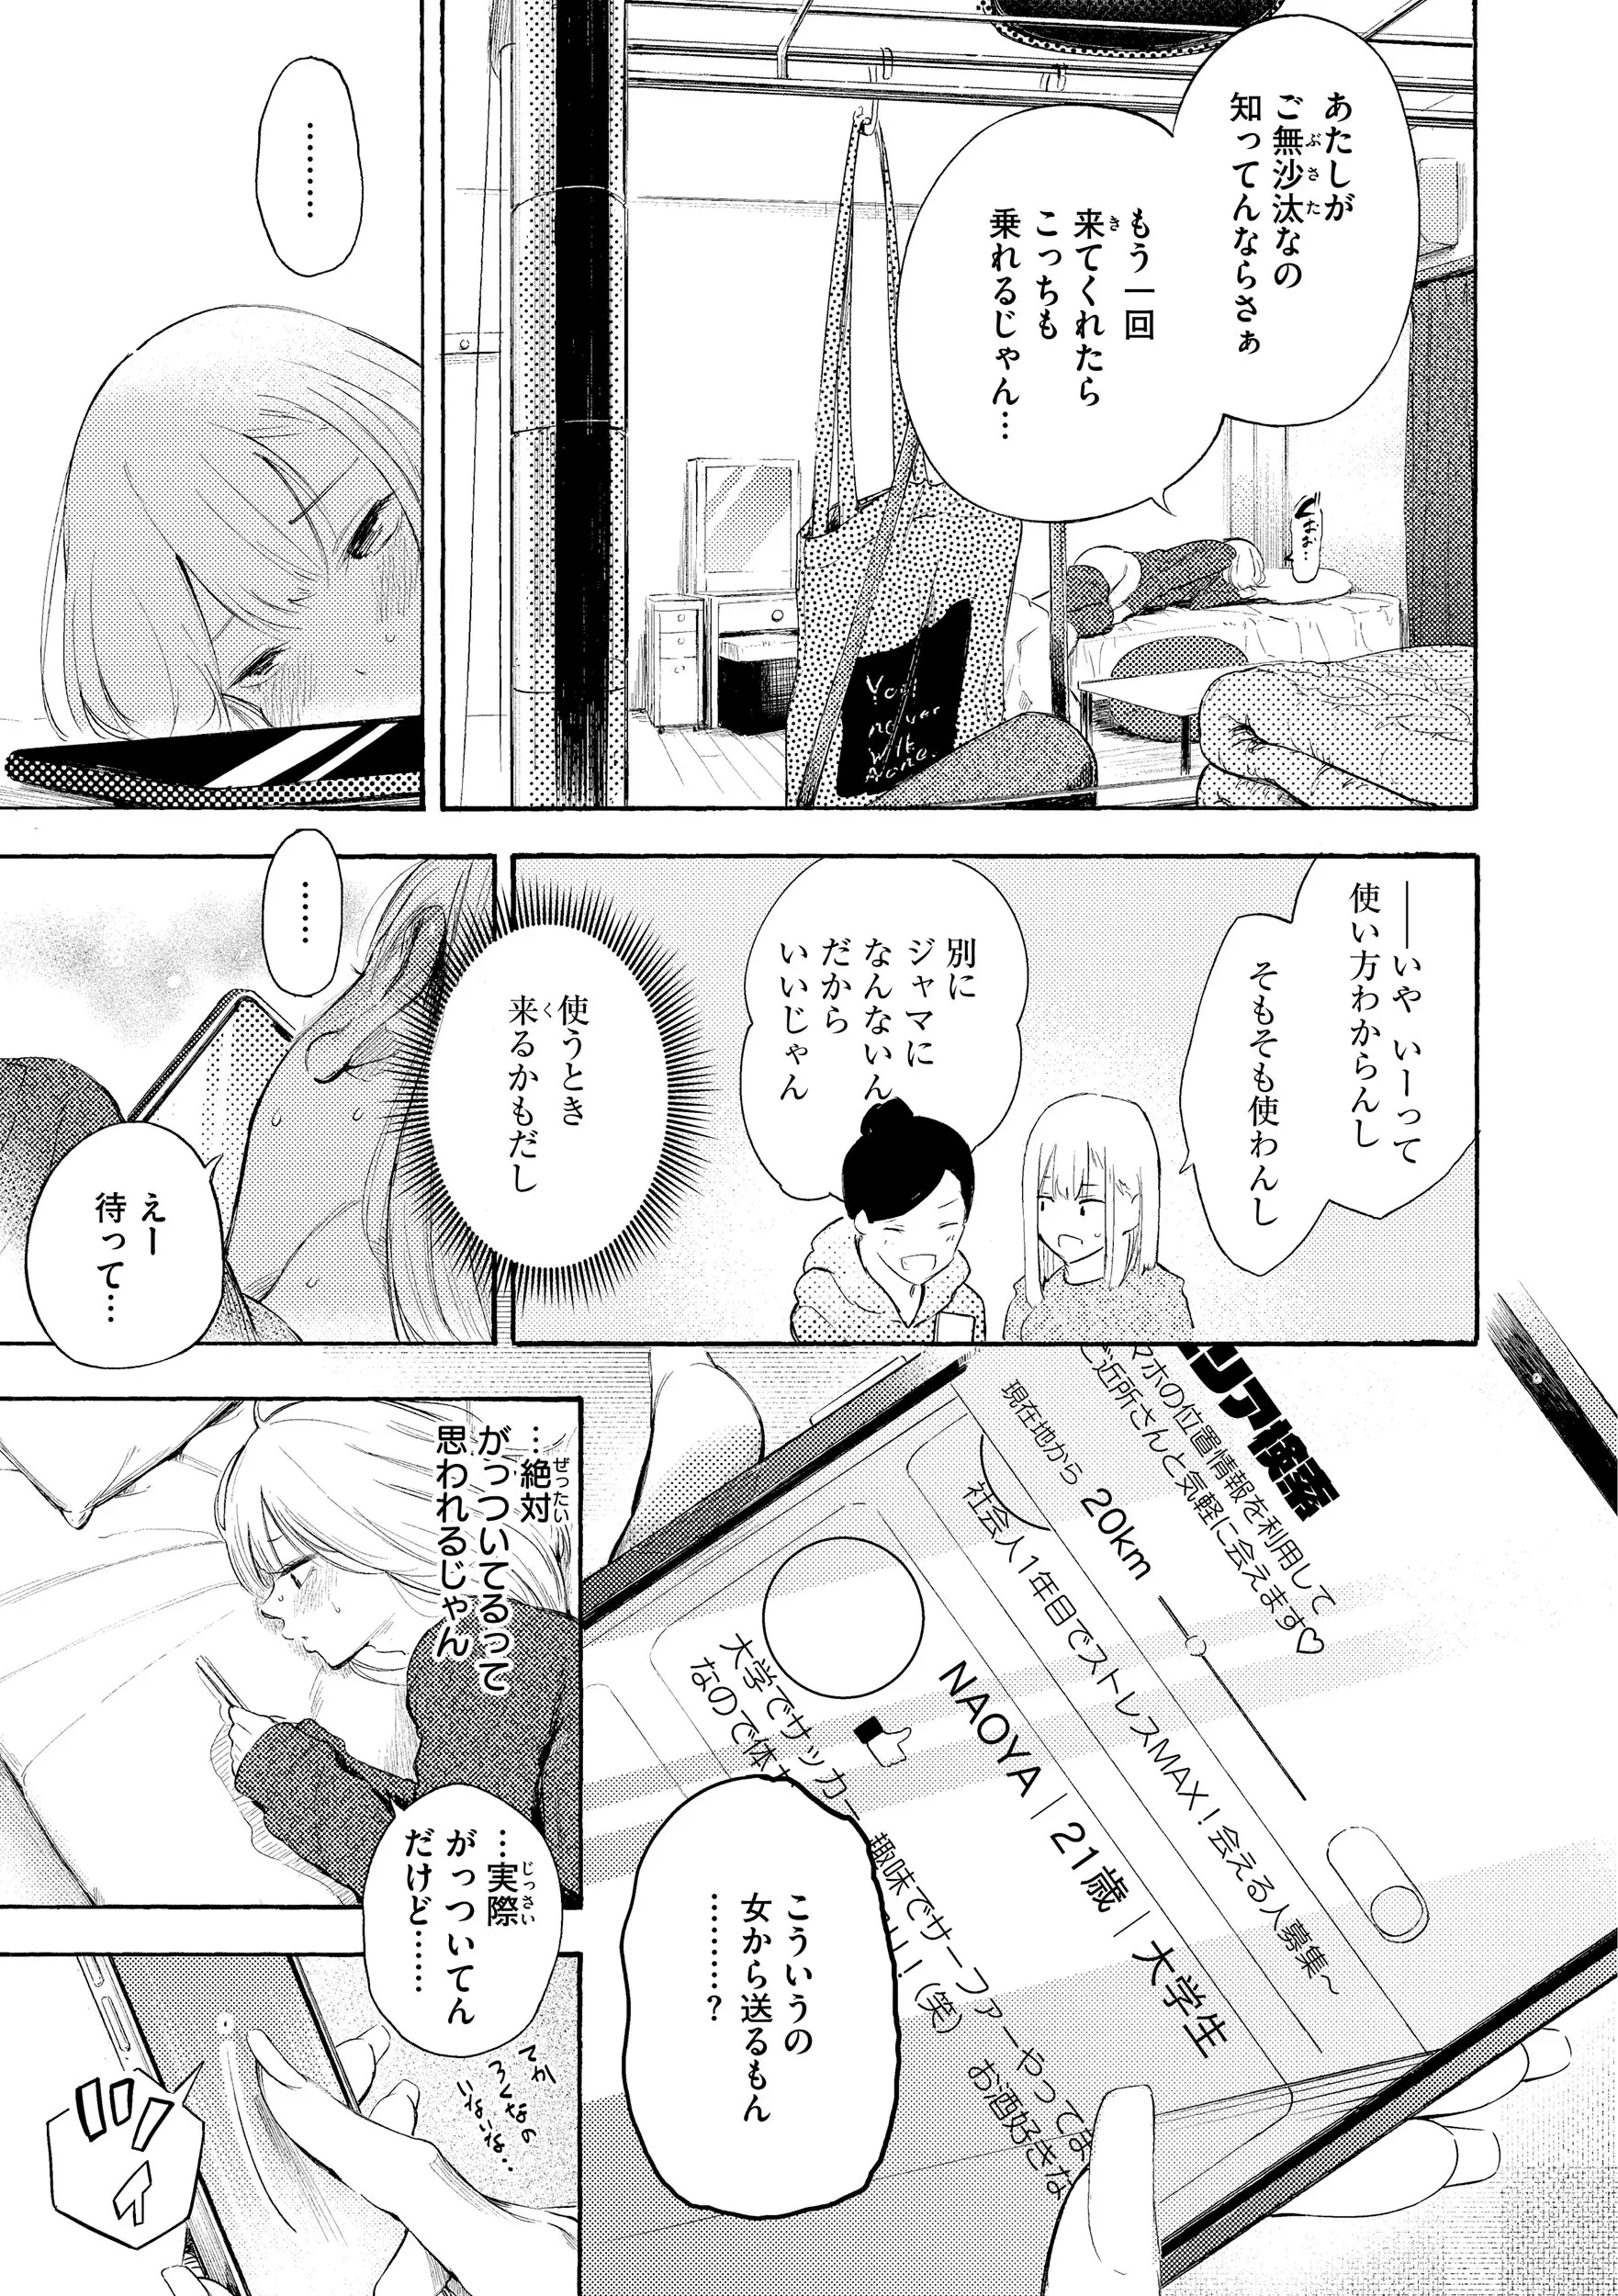 あたしが
ご無沙汰なの
知ってんならさぁ
もう一回
来てくれたら
こっちも
乗れるじゃん…
はぁ…
You
never
walk
Alone.
………
──いや いーって
使い方わからんし
そもそも使わんし
別に
ジャマに
なんないん
だから
いいじゃん
使うとき
来るかもだし
……
えー
待って…
リア検索
マホの位置情報を利用して
ご近所さんと気軽に会えます♡
現在地から 20km
社会人1年目でストレスMAX！会える人募集〜
NAOYA｜21歳｜大学生
大学でサッカー 趣味でサーファーやってま
なので体
！！（笑）
お酒好きな
こういうの
女から送るもん
………？
…絶対
がっついてるって
思われるじゃん
…実際
がっついてん
だけど……
てか
ろくなの
いないな…
ヴヴィ